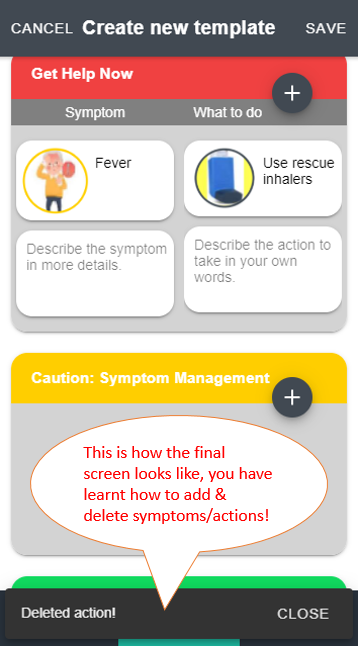 CANCEL Create new template SAVE
Get Help Now
Symptom What to do
Fever
Use rescue
inhalers
Describe the symptom
in more details.
Describe the action to
take in your own
words.
Caution: Symptom Management
This is how the final
screen looks like, you have
learnt how to add &
delete symptoms/actions!
Deleted action! CLOSE